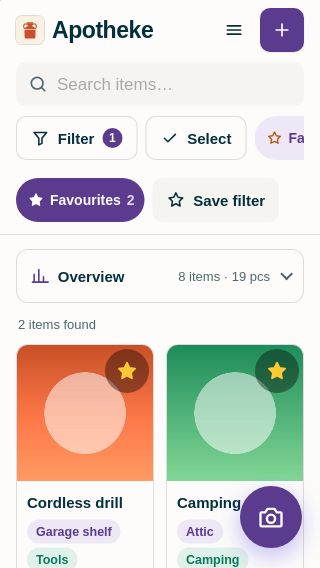 Apotheke
Search items…
Filter 1
Select
Fa
Favourites 2
Save filter
Overview
8 items · 19 pcs
2 items found
Cordless drill
Garage shelf
Tools
Camping
Attic
Camping